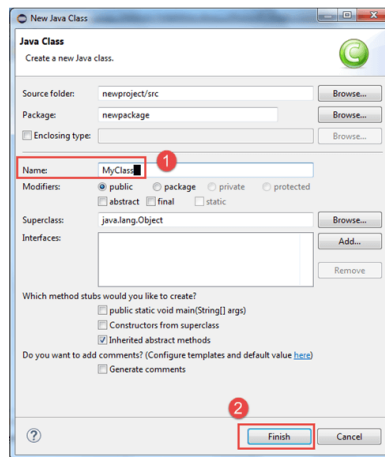 New Java Class
Java Class
Create a new Java class.
Source folder: newproject/src Browse...
Package: newpackage Browse...
Enclosing type: Browse...
Name: MyClass 1
Modifiers: public package private protected
abstract final static
Superclass: java.lang.Object Browse...
Interfaces: Add...
Remove
Which method stubs would you like to create?
public static void main(String[] args)
Constructors from superclass
Inherited abstract methods
Do you want to add comments? (Configure templates and default value here)
Generate comments
2
? Finish Cancel